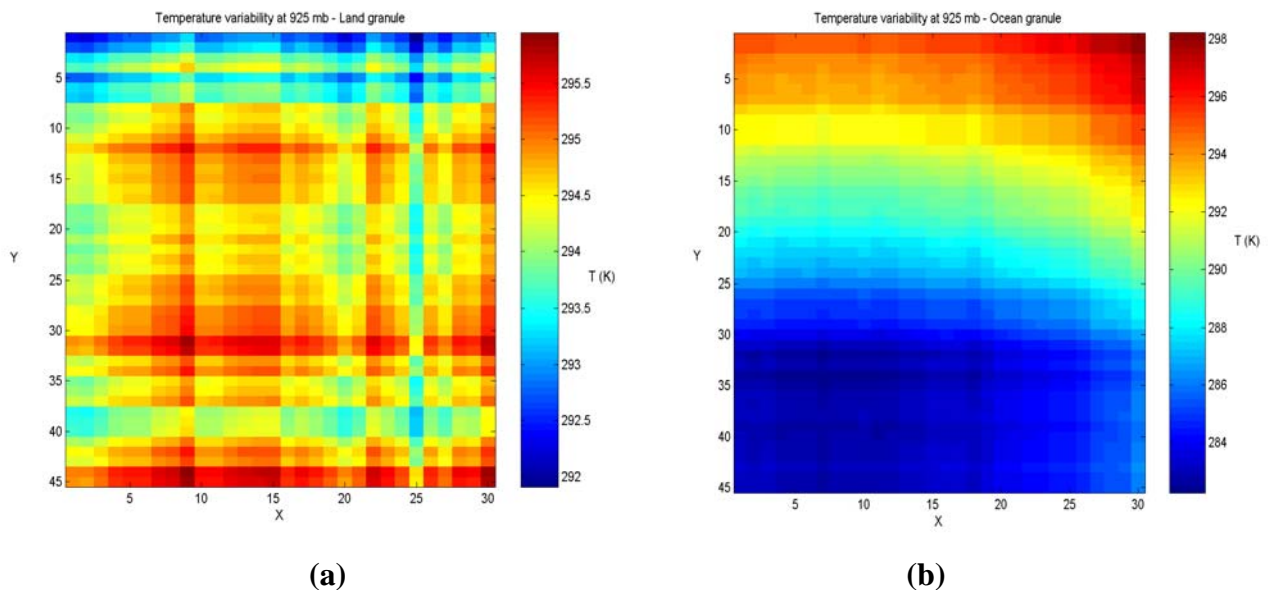 Temperature variability at 925 mb - Land granule
5
10
15
20
25
30
35
40
45
Y
5 10 15 20 25 30
X
295.5
295
294.5
294
293.5
293
292.5
292
T (K)
(a)
Temperature variability at 925 mb - Ocean granule
5
10
15
20
25
30
35
40
45
Y
5 10 15 20 25 30
X
298
296
294
292
290
288
286
284
T (K)
(b)